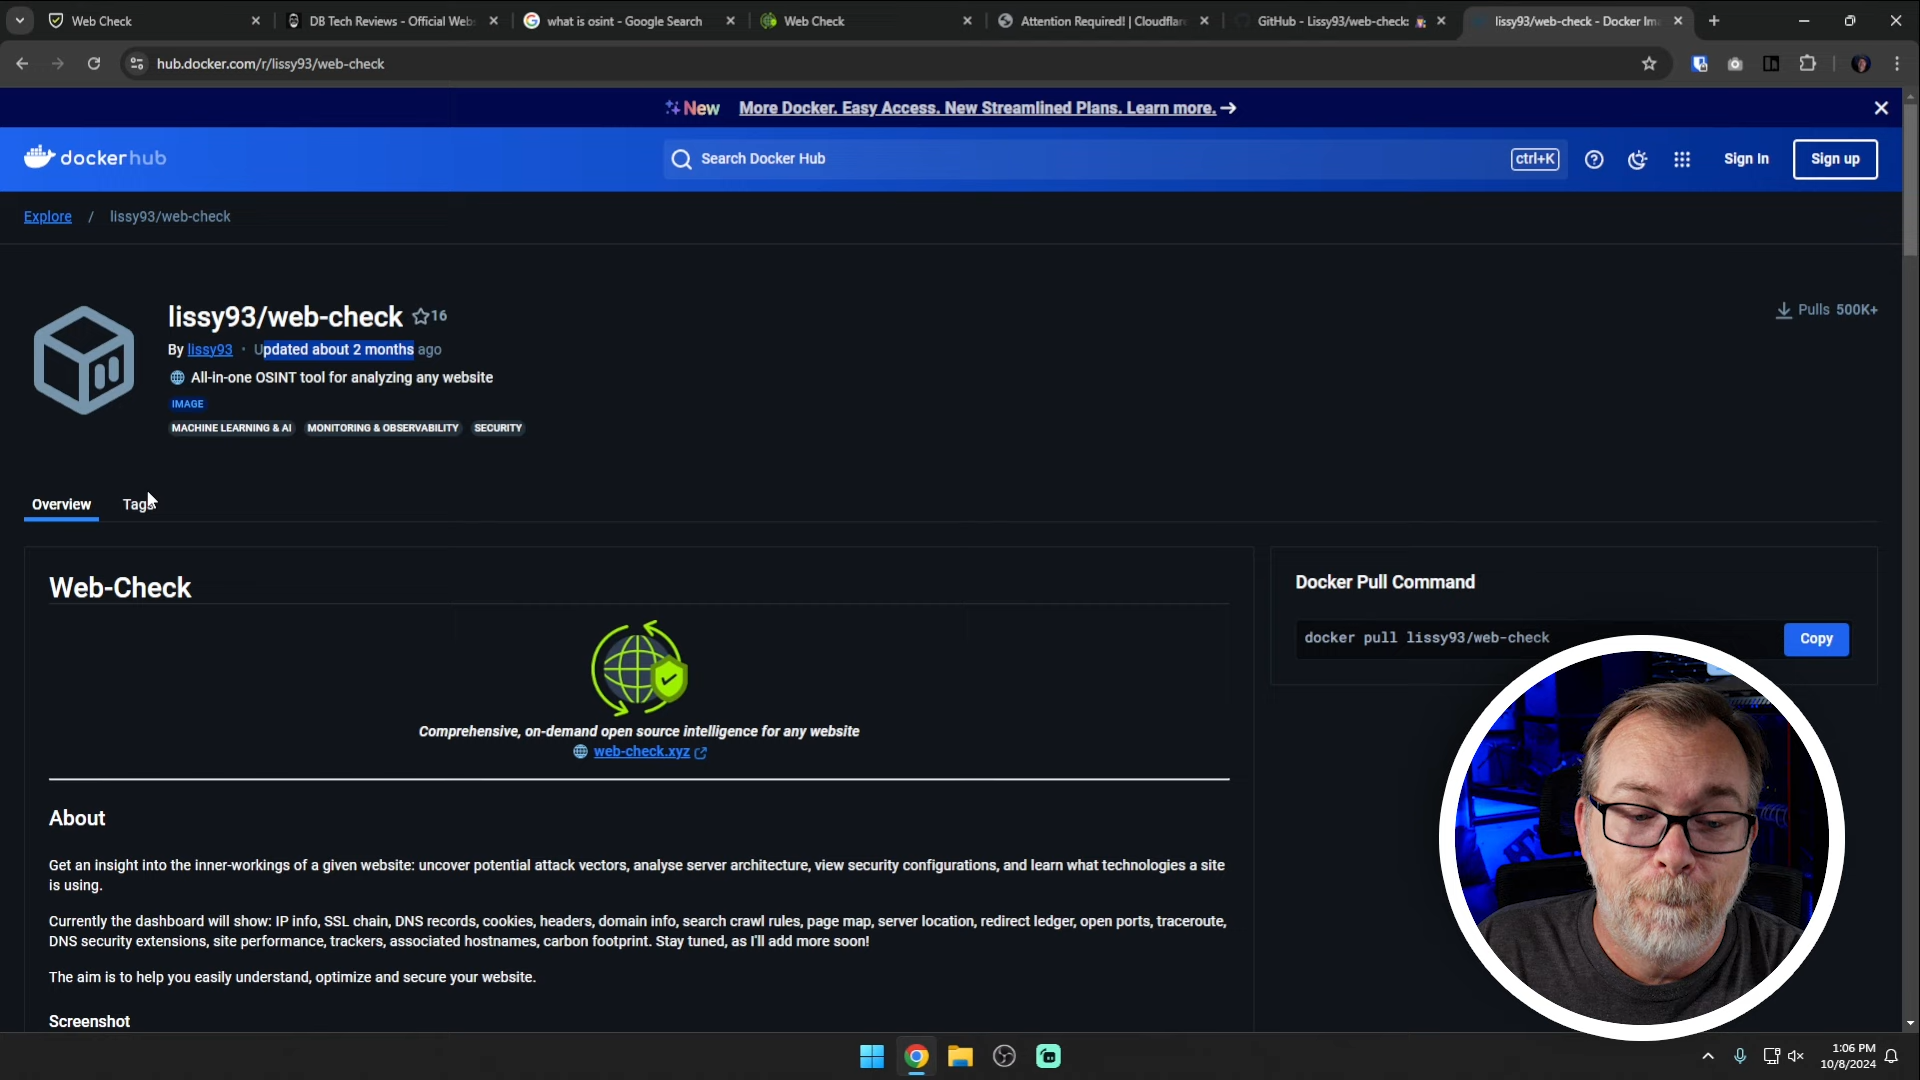 Web Check
DB Tech Reviews - Official Web
what is osint - Google Search
Web Check
Attention Required! | Cloudflar
GitHub - Lissy93/web-check:
lissy93/web-check - Docker Im
hub.docker.com/r/lissy93/web-check
New More Docker. Easy Access. New Streamlined Plans. Learn more. →
dockerhub
Search Docker Hub
ctrl+K
Sign In
Sign up
Explore / lissy93/web-check
lissy93/web-check 16
Pulls 500K+
By lissy93 · Updated about 2 months ago
All-in-one OSINT tool for analyzing any website
IMAGE
MACHINE LEARNING & AI MONITORING & OBSERVABILITY SECURITY
Overview Tags
Web-Check
Docker Pull Command
docker pull lissy93/web-check
Copy
Comprehensive, on-demand open source intelligence for any website
web-check.xyz
About
Get an insight into the inner-workings of a given website: uncover potential attack vectors, analyse server architecture, view security configurations, and learn what technologies a site
is using.
Currently the dashboard will show: IP info, SSL chain, DNS records, cookies, headers, domain info, search crawl rules, page map, server location, redirect ledger, open ports, traceroute,
DNS security extensions, site performance, trackers, associated hostnames, carbon footprint. Stay tuned, as I'll add more soon!
The aim is to help you easily understand, optimize and secure your website.
Screenshot
1:06 PM
10/8/2024